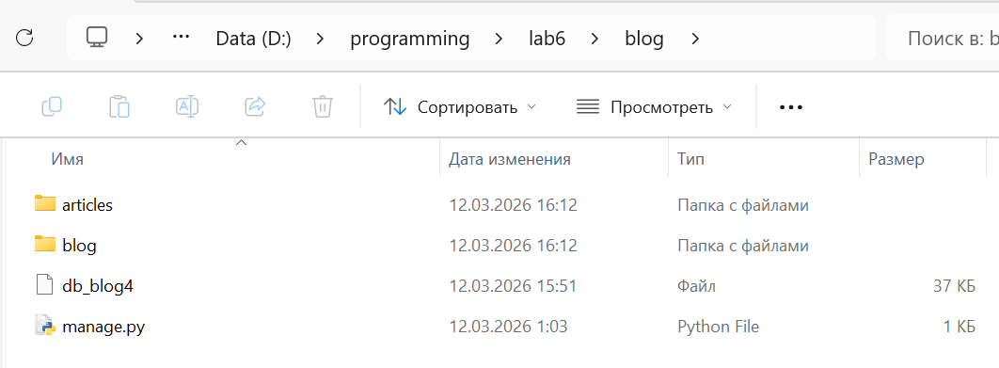 Data (D:) programming lab6 blog Поиск в: b
Сортировать Просмотреть
Имя Дата изменения Тип Размер
articles 12.03.2026 16:12 Папка с файлами
blog 12.03.2026 16:12 Папка с файлами
db_blog4 12.03.2026 15:51 Файл 37 КБ
manage.py 12.03.2026 1:03 Python File 1 КБ